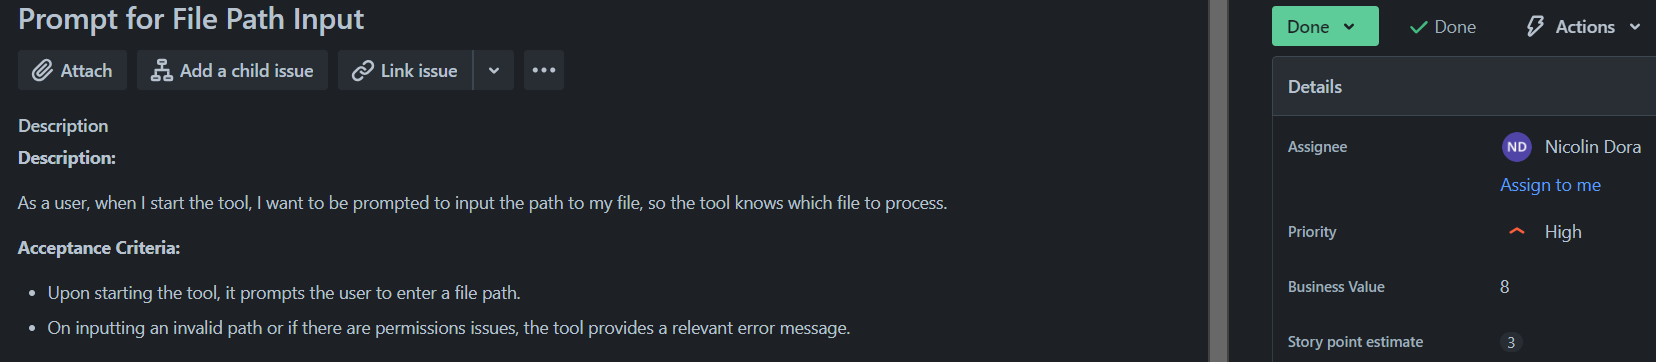 Prompt for File Path Input
Attach
Add a child issue
Link issue
Description
Description:
As a user, when I start the tool, I want to be prompted to input the path to my file, so the tool knows which file to process.
Acceptance Criteria:
• Upon starting the tool, it prompts the user to enter a file path.
• On inputting an invalid path or if there are permissions issues, the tool provides a relevant error message.
Done
Done
Actions
Details
Assignee
ND Nicolin Dora
Assign to me
Priority
High
Business Value
8
Story point estimate
3